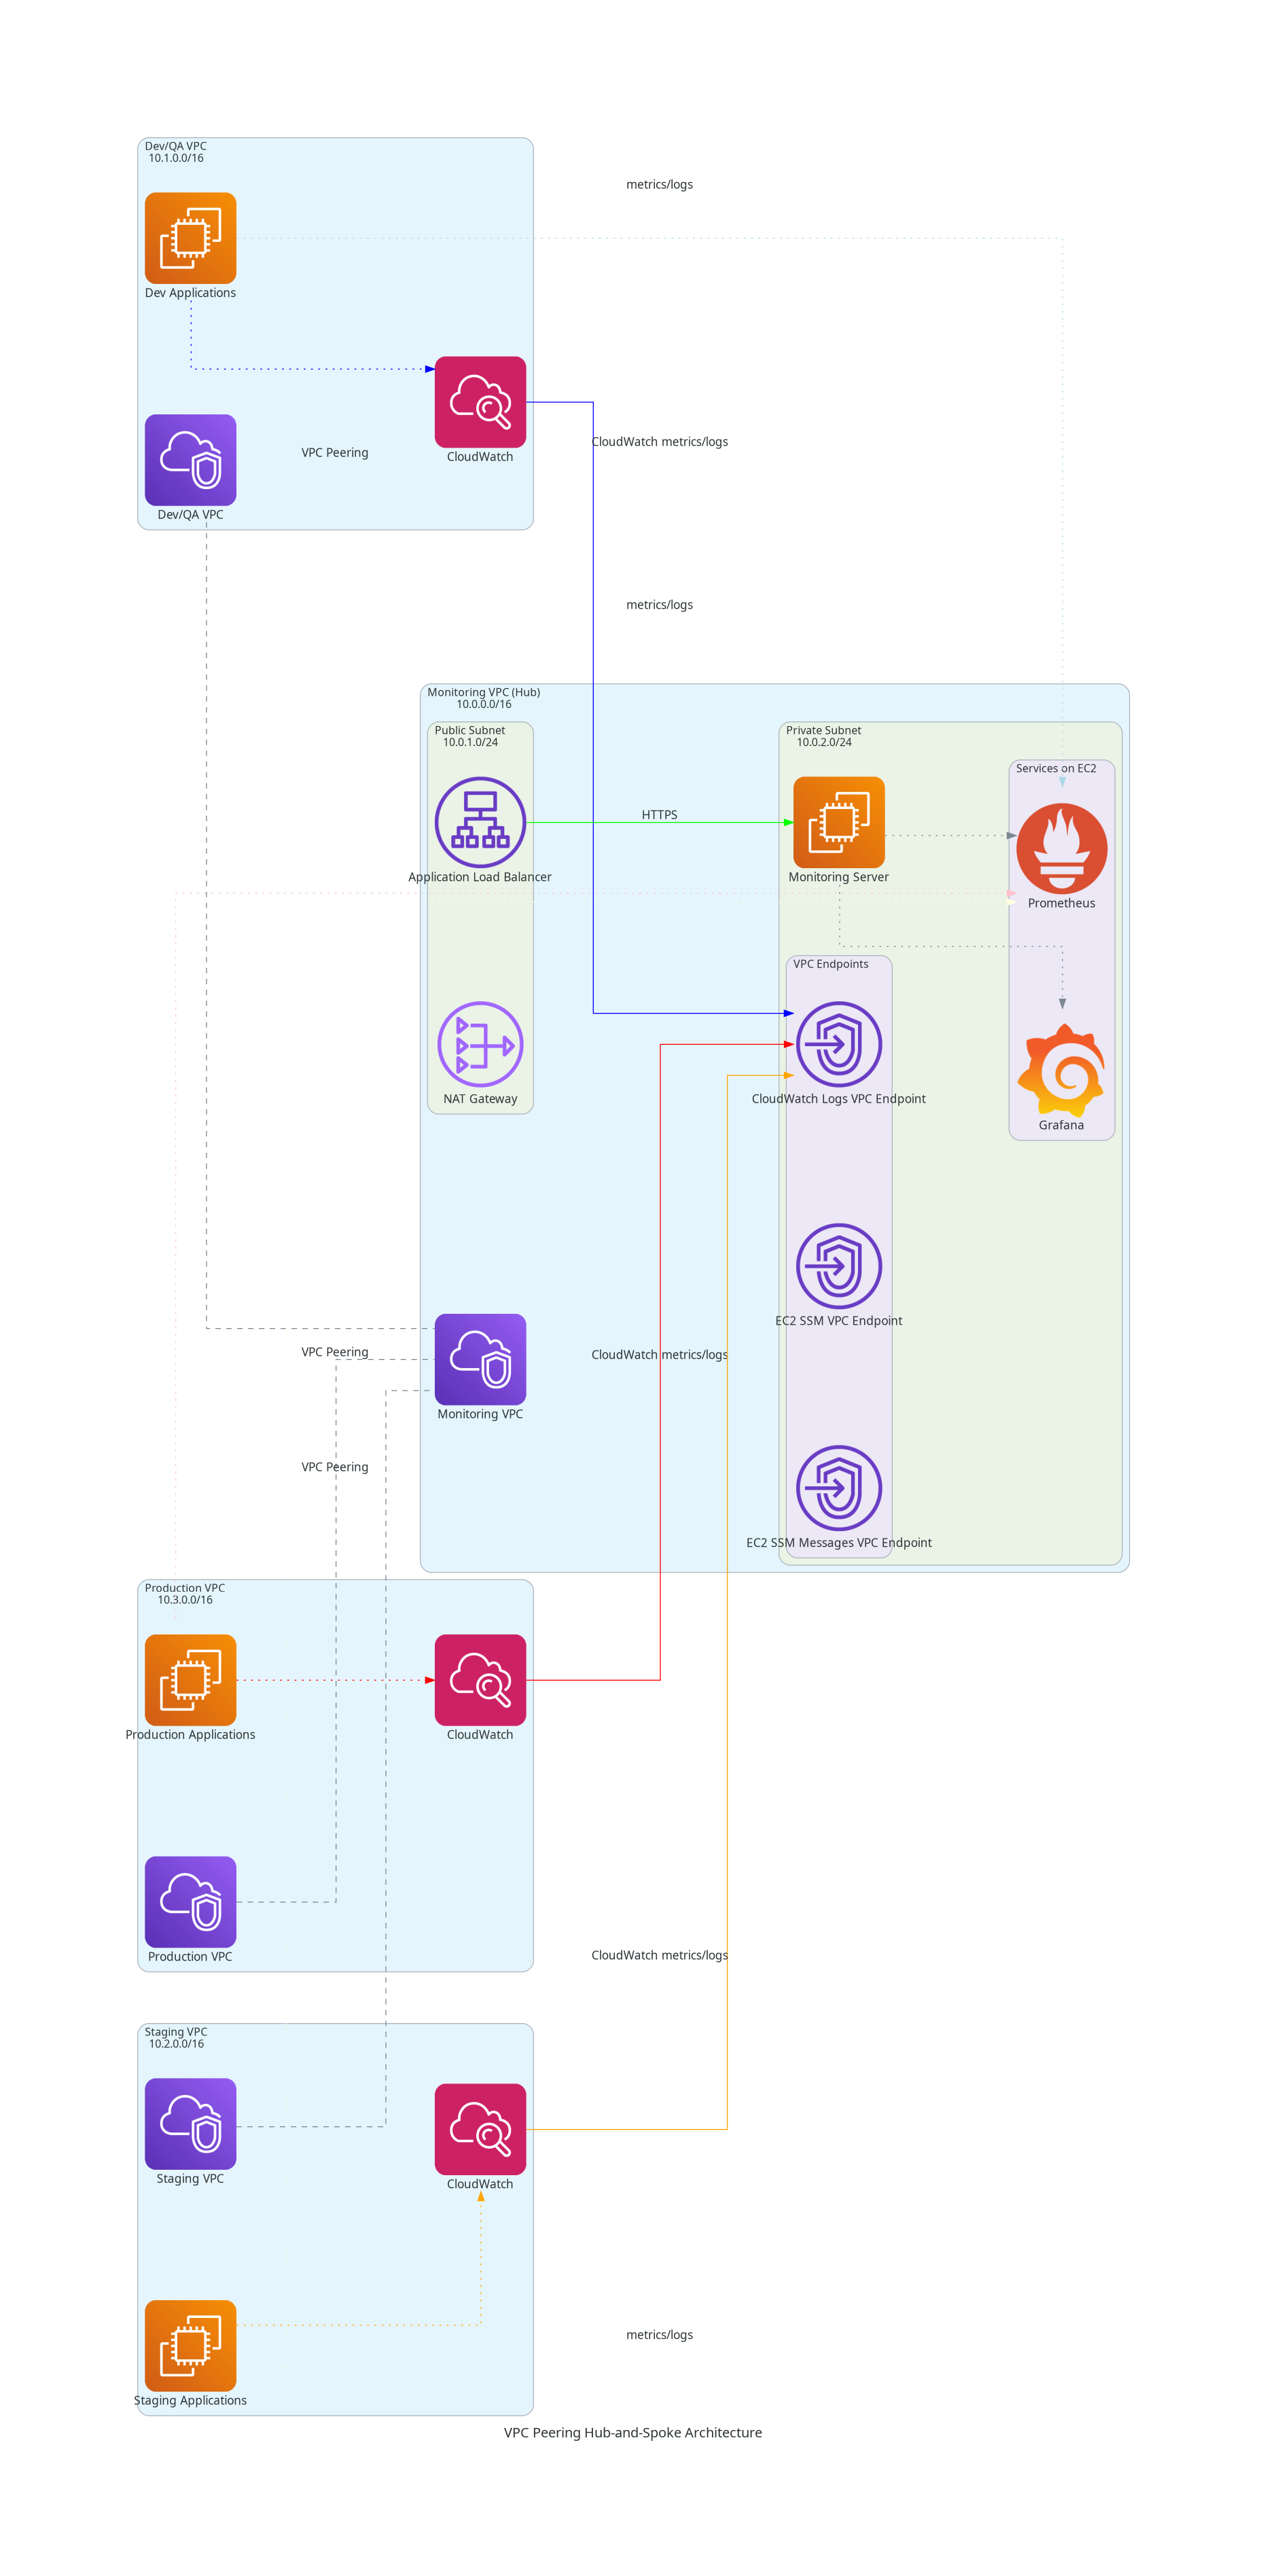 Dev/QA VPC
10.1.0.0/16
metrics/logs
Dev Applications
CloudWatch metrics/logs
VPC Peering
CloudWatch
Dev/QA VPC
metrics/logs
Monitoring VPC (Hub)
10.0.0.0/16
Public Subnet
10.0.1.0/24
Private Subnet
10.0.2.0/24
Services on EC2
HTTPS
Application Load Balancer
Monitoring Server
Prometheus
VPC Endpoints
NAT Gateway
CloudWatch Logs VPC Endpoint
Grafana
EC2 SSM VPC Endpoint
VPC Peering
CloudWatch metrics/logs
Monitoring VPC
VPC Peering
EC2 SSM Messages VPC Endpoint
Production VPC
10.3.0.0/16
Production Applications
CloudWatch
Production VPC
CloudWatch metrics/logs
Staging VPC
10.2.0.0/16
Staging VPC
CloudWatch
metrics/logs
Staging Applications
VPC Peering Hub-and-Spoke Architecture